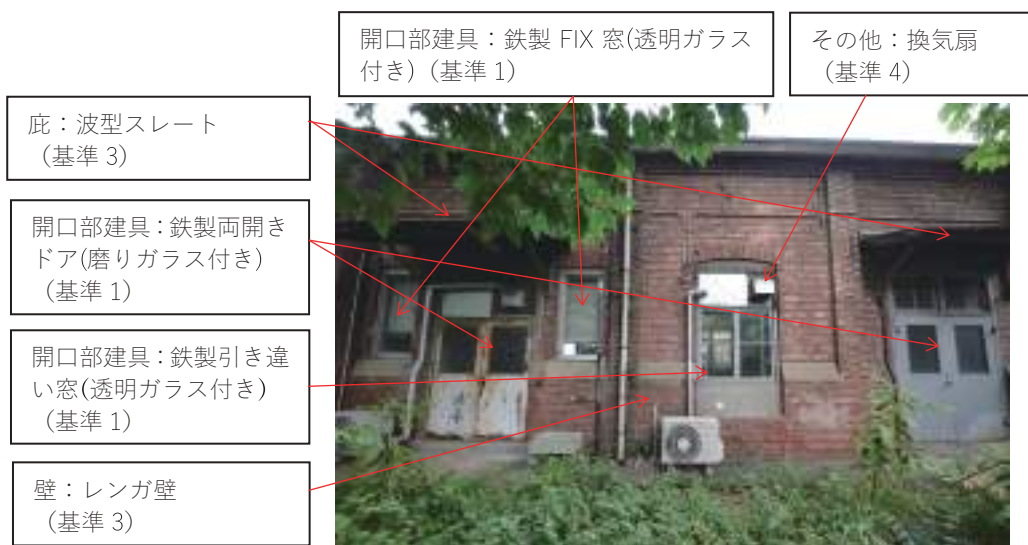 開口部建具：鉄製 FIX 窓(透明ガラス
付き)（基準 1）
その他：換気扇
（基準 4）
庇：波型スレート
（基準 3）
開口部建具：鉄製両開き
ドア(磨りガラス付き)
（基準 1）
開口部建具：鉄製引き違
い窓(透明ガラス付き)
（基準 1）
壁：レンガ壁
（基準 3）